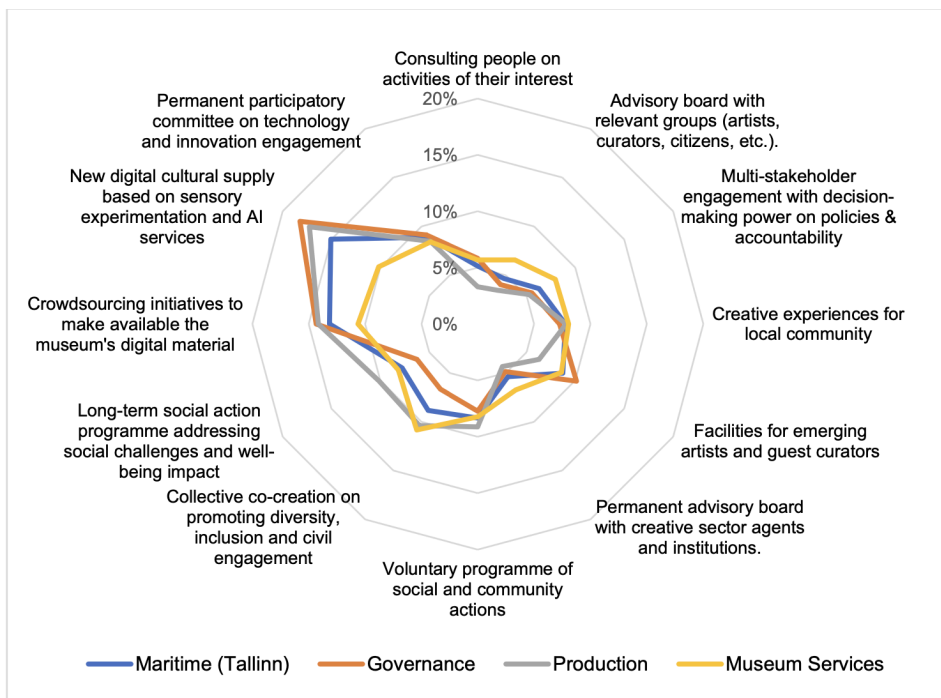 Consulting people on
activities of their interest
20%
Permanent participatory
committee on technology
and innovation engagement
Advisory board with
relevant groups (artists,
curators, citizens, etc.).
15%
New digital cultural supply
based on sensory
experimentation and AI
services
Multi-stakeholder
engagement with decision-
making power on policies &
accountability
10%
5%
Crowdsourcing initiatives to
make available the
museum's digital material
0%
Creative experiences for
local community
Long-term social action
programme addressing
social challenges and well-
being impact
Facilities for emerging
artists and guest curators
Collective co-creation on
promoting diversity,
inclusion and civil
engagement
Permanent advisory board
with creative sector agents
and institutions.
Voluntary programme of
social and community
actions
Maritime (Tallinn) Governance Production Museum Services